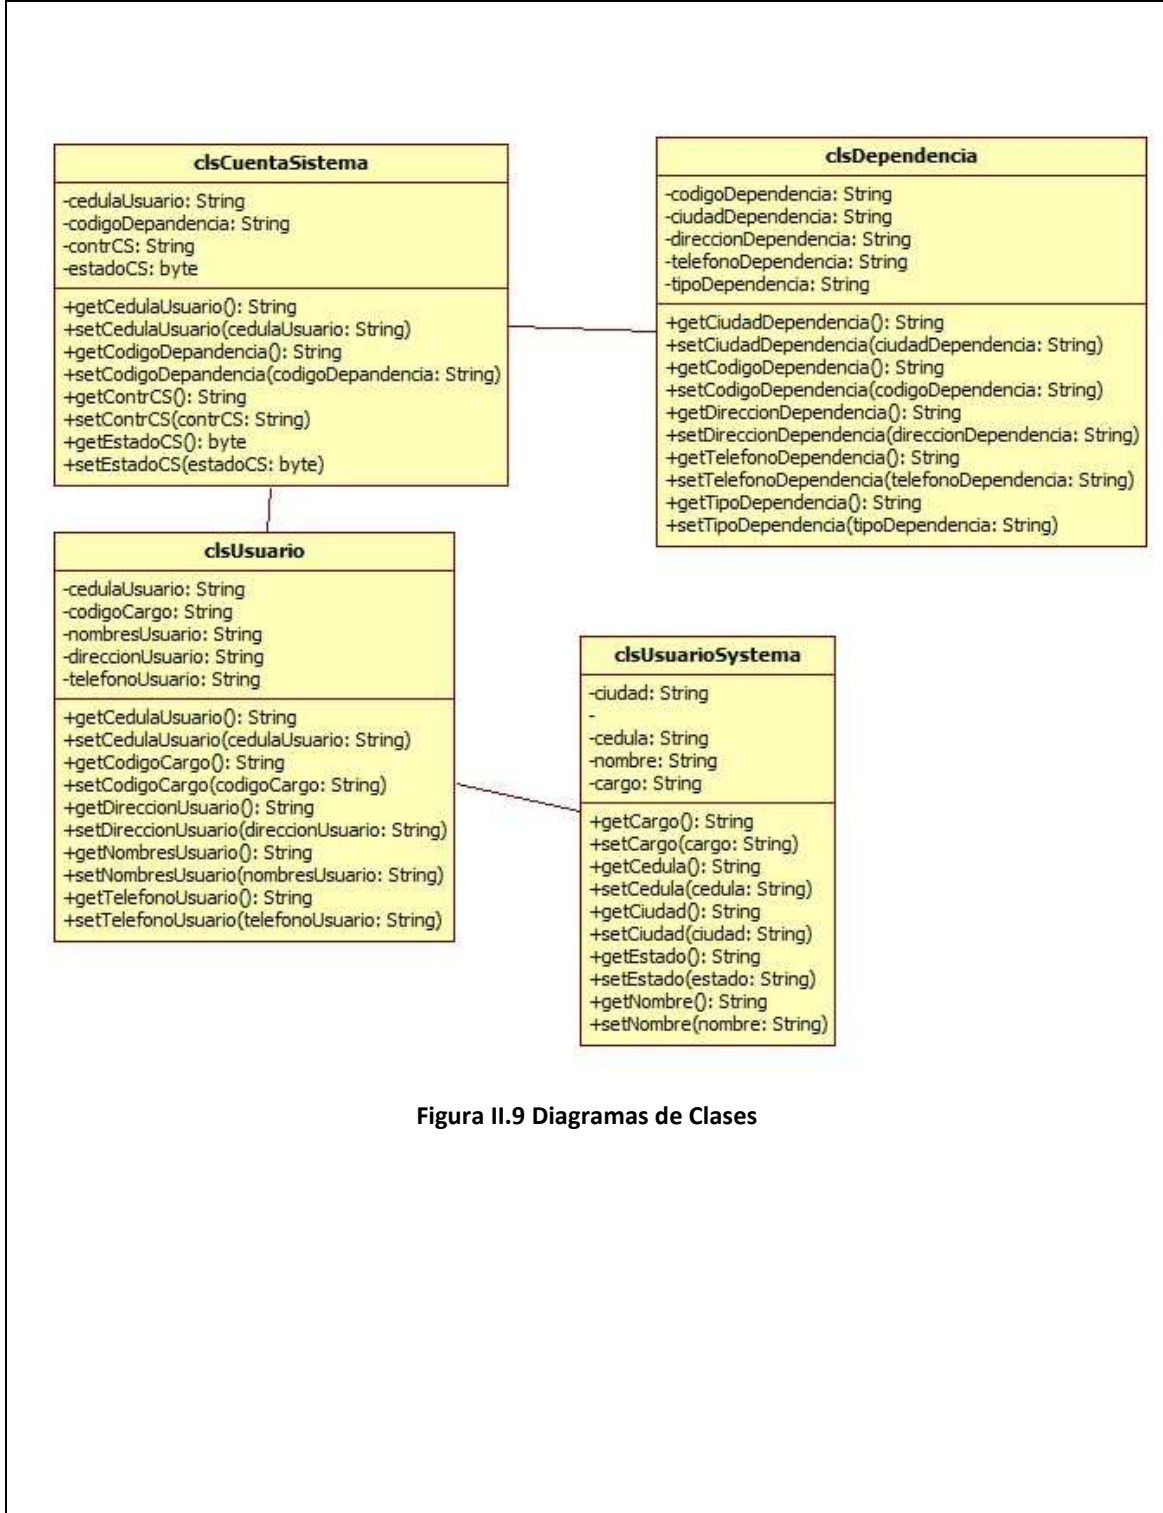 clsCuentaSistema
-cedulaUsuario: String
-codigoDepandencia: String
-contrCS: String
-estadoCS: byte
+getCedulaUsuario(): String
+setCedulaUsuario(cedulaUsuario: String)
+getCodigoDepandencia(): String
+setCodigoDepandencia(codigoDepandencia: String)
+getContrCS(): String
+setContrCS(contrCS: String)
+getEstadoCS(): byte
+setEstadoCS(estadoCS: byte)
clsDependencia
-codigoDependencia: String
-ciudadDependencia: String
-direccionDependencia: String
-telefonoDependencia: String
-tipoDependencia: String
+getCiudadDependencia(): String
+setCiudadDependencia(ciudadDependencia: String)
+getCodigoDependencia(): String
+setCodigoDependencia(codigoDependencia: String)
+getDireccionDependencia(): String
+setDireccionDependencia(direccionDependencia: String)
+getTelefonoDependencia(): String
+setTelefonoDependencia(telefonoDependencia: String)
+getTipoDependencia(): String
+setTipoDependencia(tipoDependencia: String)
clsUsuario
-cedulaUsuario: String
-codigoCargo: String
-nombresUsuario: String
-direccionUsuario: String
-telefonoUsuario: String
+getCedulaUsuario(): String
+setCedulaUsuario(cedulaUsuario: String)
+getCodigoCargo(): String
+setCodigoCargo(codigoCargo: String)
+getDireccionUsuario(): String
+setDireccionUsuario(direccionUsuario: String)
+getNombresUsuario(): String
+setNombresUsuario(nombresUsuario: String)
+getTelefonoUsuario(): String
+setTelefonoUsuario(telefonoUsuario: String)
clsUsuarioSystema
-ciudad: String
-
-cedula: String
-nombre: String
-cargo: String
+getCargo(): String
+setCargo(cargo: String)
+getCedula(): String
+setCedula(cedula: String)
+getCiudad(): String
+setCiudad(ciudad: String)
+getEstado(): String
+setEstado(estado: String)
+getNombre(): String
+setNombre(nombre: String)
Figura II.9 Diagramas de Clases